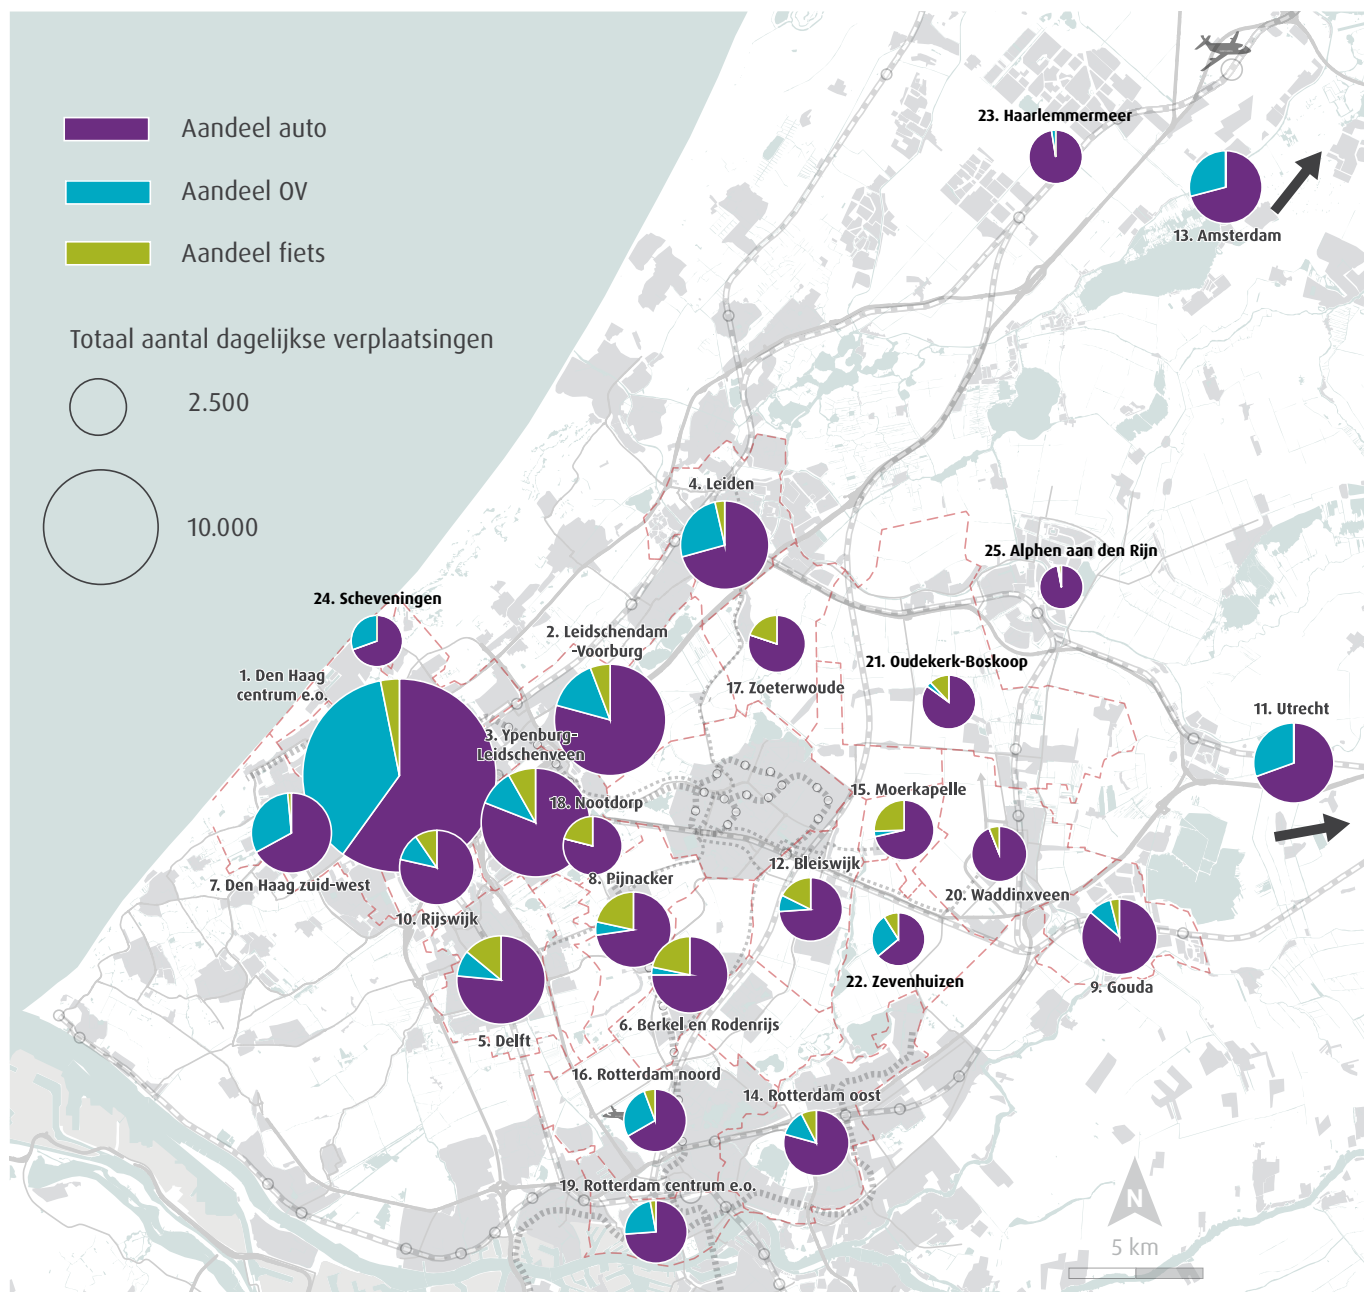 Aandeel auto
Aandeel OV
Aandeel fiets
Totaal aantal dagelijkse verplaatsingen
2.500
10.000
23. Haarlemmermeer
13. Amsterdam
4. Leiden
25. Alphen aan den Rijn
24. Scheveningen
2. Leidschendam
-Voorburg
1. Den Haag
centrum e.o.
17. Zoeterwoude
21. Oudekerk-Boskoop
11. Utrecht
3. Ypenburg-
Leidschenveen
18. Nootdorp
15. Moerkapelle
12. Bleiswijk
7. Den Haag zuid-west
8. Pijnacker
20. Waddinxveen
10. Rijswijk
22. Zevenhuizen
9. Gouda
6. Berkel en Rodenrijs
5. Delft
16. Rotterdam noord
14. Rotterdam oost
19. Rotterdam centrum e.o.
N
5 km